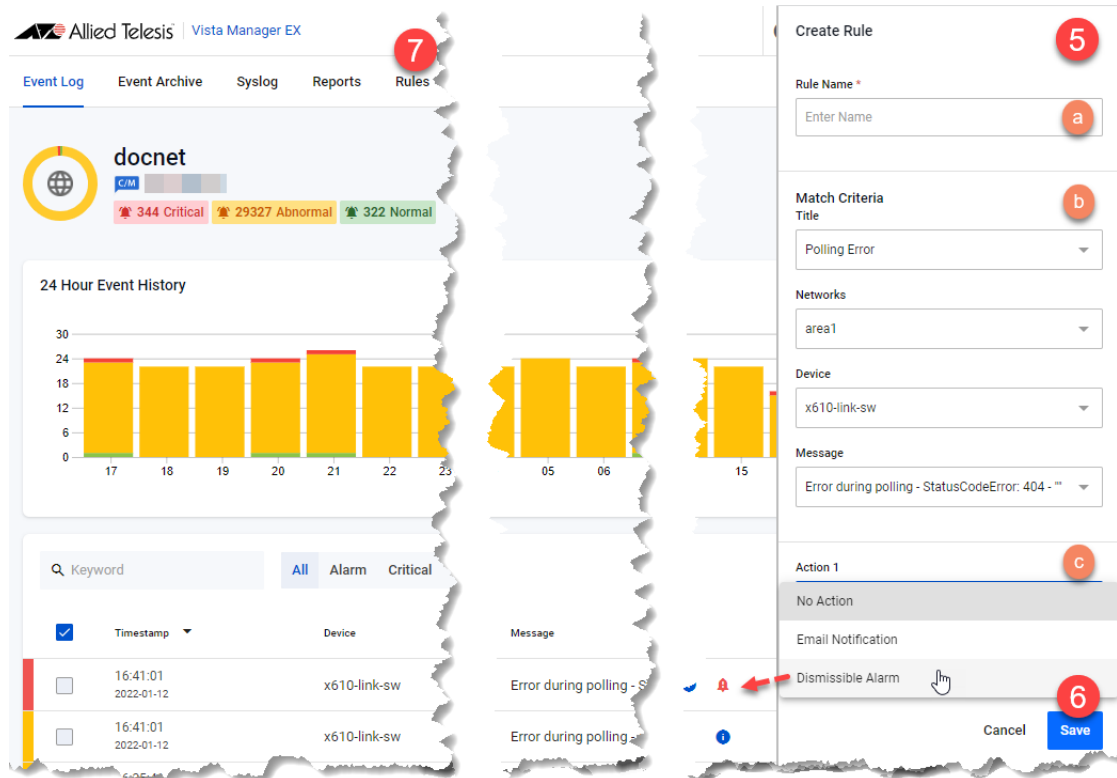 Allied Telesis Vista Manager EX
7
Event Log Event Archive Syslog Reports Rules
docnet
C/M
344 Critical 29327 Abnormal 322 Normal
24 Hour Event History
30
24
18
12
6
0
17 18 19 20 21 22 23 05 06 15
Keyword All Alarm Critical
Timestamp Device Message
16:41:01
2022-01-12
x610-link-sw Error during polling - S
16:41:01
2022-01-12
x610-link-sw Error during polling -
Create Rule
5
Rule Name *
Enter Name
a
Match Criteria
b
Title
Polling Error
Networks
area1
Device
x610-link-sw
Message
Error during polling - StatusCodeError: 404 - ""
Action 1
c
No Action
Email Notification
Dismissible Alarm
6
Cancel Save